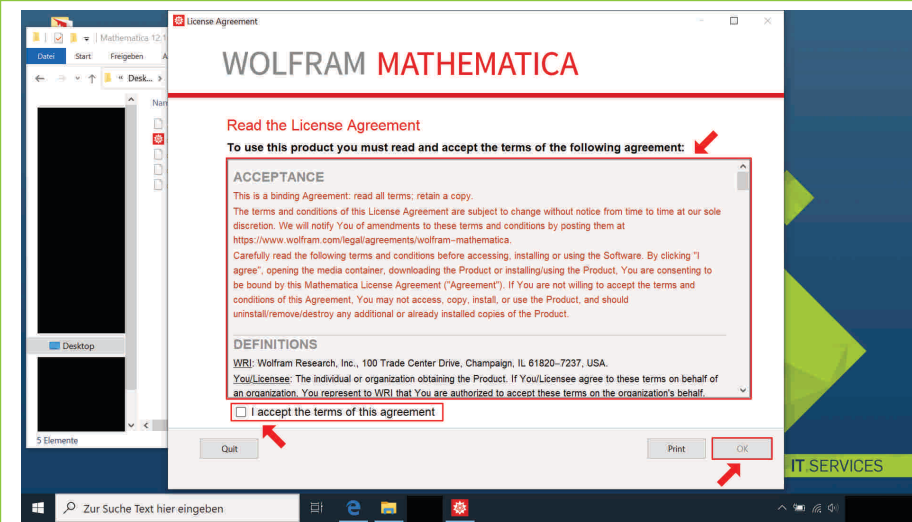 License Agreement
Mathematica 12.1
Datei Start Freigeben A
« Desk... >
Nam
Desktop
5 Elemente
WOLFRAM MATHEMATICA
Read the License Agreement
To use this product you must read and accept the terms of the following agreement:
ACCEPTANCE
This is a binding Agreement: read all terms; retain a copy.
The terms and conditions of this License Agreement are subject to change without notice from time to time at our sole
discretion. We will notify You of amendments to these terms and conditions by posting them at
https://www.wolfram.com/legal/agreements/wolfram–mathematica.
Carefully read the following terms and conditions before accessing, installing or using the Software. By clicking "I
agree", opening the media container, downloading the Product or installing/using the Product, You are consenting to
be bound by this Mathematica License Agreement ("Agreement"). If You are not willing to accept the terms and
conditions of this Agreement, You may not access, copy, install, or use the Product, and should
uninstall/remove/destroy any additional or already installed copies of the Product.
DEFINITIONS
WRI: Wolfram Research, Inc., 100 Trade Center Drive, Champaign, IL 61820–7237, USA.
You/Licensee: The individual or organization obtaining the Product. If You/Licensee agree to these terms on behalf of
an organization, You represent to WRI that You are authorized to accept these terms on the organization's behalf.
I accept the terms of this agreement
Quit Print OK
IT.SERVICES
Zur Suche Text hier eingeben